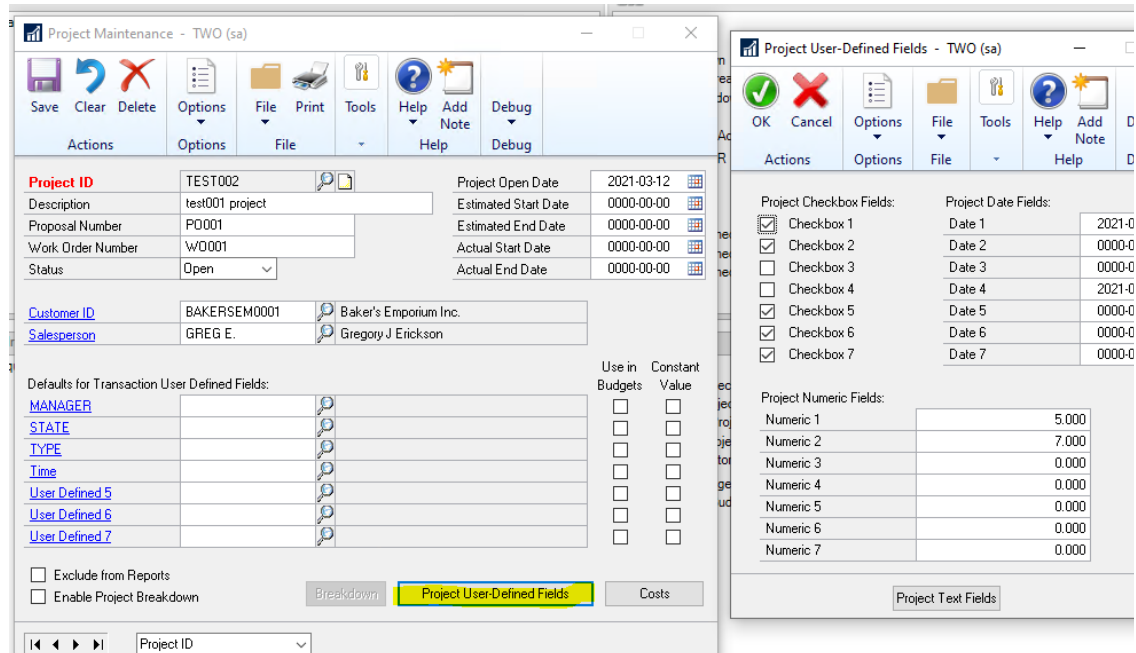 Project Maintenance - TWO (sa)
Save Clear Delete Options File Print Tools Help Add Note Debug
Actions Options File Help Debug
Project ID TEST002 Project Open Date 2021-03-12
Description test001 project Estimated Start Date 0000-00-00
Proposal Number PO001 Estimated End Date 0000-00-00
Work Order Number WO001 Actual Start Date 0000-00-00
Status Open Actual End Date 0000-00-00
Customer ID BAKERSEM0001 Baker's Emporium Inc.
Salesperson GREG E. Gregory J Erickson
Use in Budgets Constant Value
Defaults for Transaction User Defined Fields:
MANAGER
STATE
TYPE
Time
User Defined 5
User Defined 6
User Defined 7
Exclude from Reports
Enable Project Breakdown
Breakdown Project User-Defined Fields Costs
Project ID
Project User-Defined Fields - TWO (sa)
OK Cancel Options File Tools Help Add Note
Actions Options File Help
Project Checkbox Fields: Project Date Fields:
Checkbox 1 Date 1
Checkbox 2 Date 2
Checkbox 3 Date 3
Checkbox 4 Date 4
Checkbox 5 Date 5
Checkbox 6 Date 6
Checkbox 7 Date 7
Project Numeric Fields:
Numeric 1 5.000
Numeric 2 7.000
Numeric 3 0.000
Numeric 4 0.000
Numeric 5 0.000
Numeric 6 0.000
Numeric 7 0.000
Project Text Fields